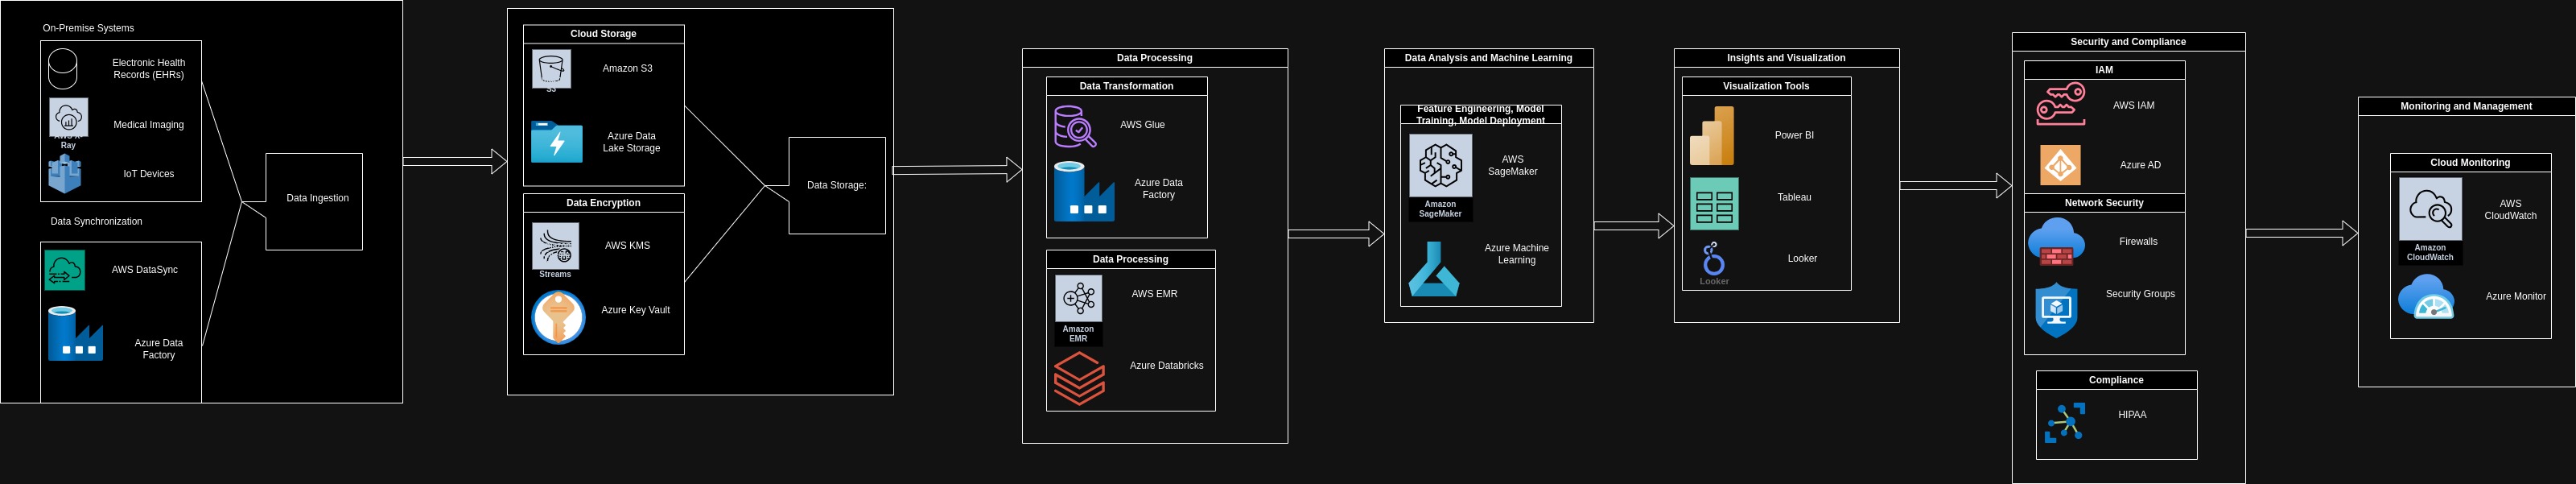 On-Premise Systems
Electronic Health
Records (EHRs)
Medical Imaging
Ray
IoT Devices
Data Synchronization
AWS DataSync
Azure Data
Factory
Data Ingestion
Cloud Storage
Amazon S3
S3
Azure Data
Lake Storage
Data Encryption
AWS KMS
Streams
Azure Key Vault
Data Storage:
Data Processing
Data Transformation
AWS Glue
Azure Data
Factory
Data Processing
AWS EMR
Amazon
EMR
Azure Databricks
Data Analysis and Machine Learning
Feature Engineering, Model
Training, Model Deployment
AWS
SageMaker
Amazon
SageMaker
Azure Machine
Learning
Insights and Visualization
Visualization Tools
Power BI
Tableau
Looker
Looker
Security and Compliance
IAM
AWS IAM
Azure AD
Network Security
Firewalls
Security Groups
Compliance
HIPAA
Monitoring and Management
Cloud Monitoring
AWS
CloudWatch
Amazon
CloudWatch
Azure Monitor